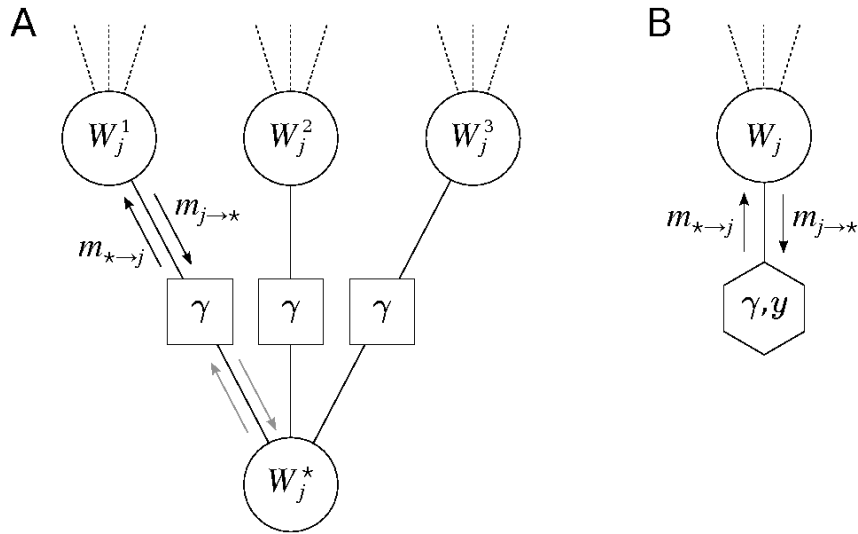 A
B
W_j^1
W_j^2
W_j^3
W_j
m_{j→⋆}
m_{⋆→j}
m_{⋆→j}
m_{j→⋆}
γ
γ
γ
γ,y
W_j^⋆